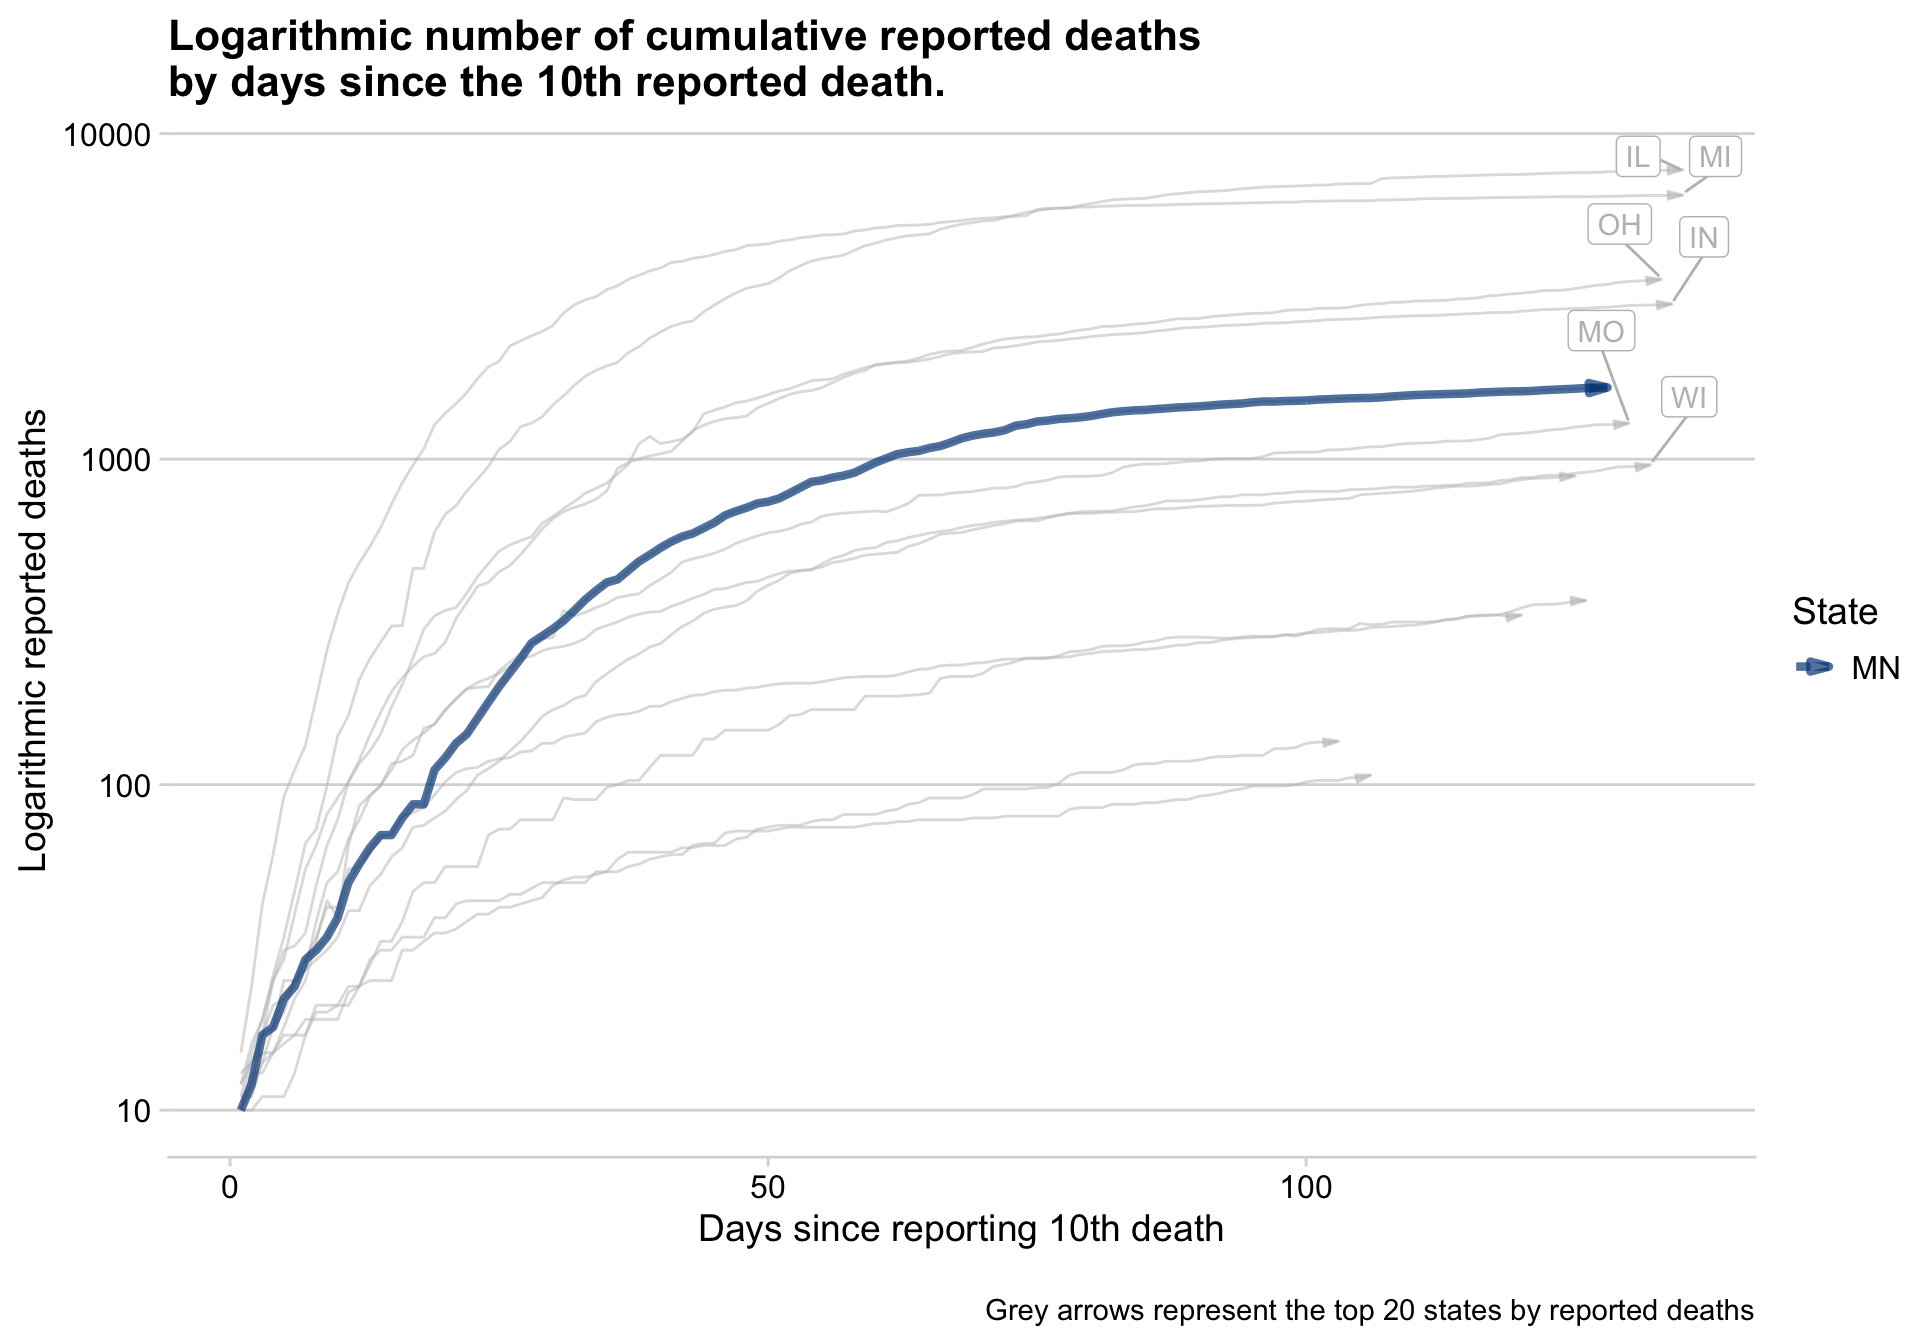 Logarithmic number of cumulative reported deaths
by days since the 10th reported death.
10000
1000
100
10
Logarithmic reported deaths
IL
MI
OH
IN
MO
WI
State
MN
0
50
100
Days since reporting 10th death
Grey arrows represent the top 20 states by reported deaths